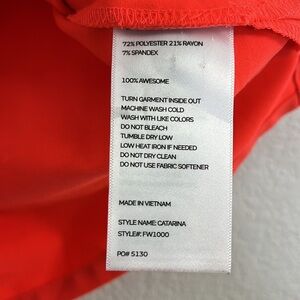 72% POLYESTER 21% RAYON
7% SPANDEX
100% AWESOME
TURN GARMENT INSIDE OUT
MACHINE WASH COLD
WASH WITH LIKE COLORS
DO NOT BLEACH
TUMBLE DRY LOW
LOW HEAT IRON IF NEEDED
DO NOT DRY CLEAN
DO NOT USE FABRIC SOFTENER
MADE IN VIETNAM
STYLE NAME: CATARINA
STYLE#: FW1000
PO# 5130